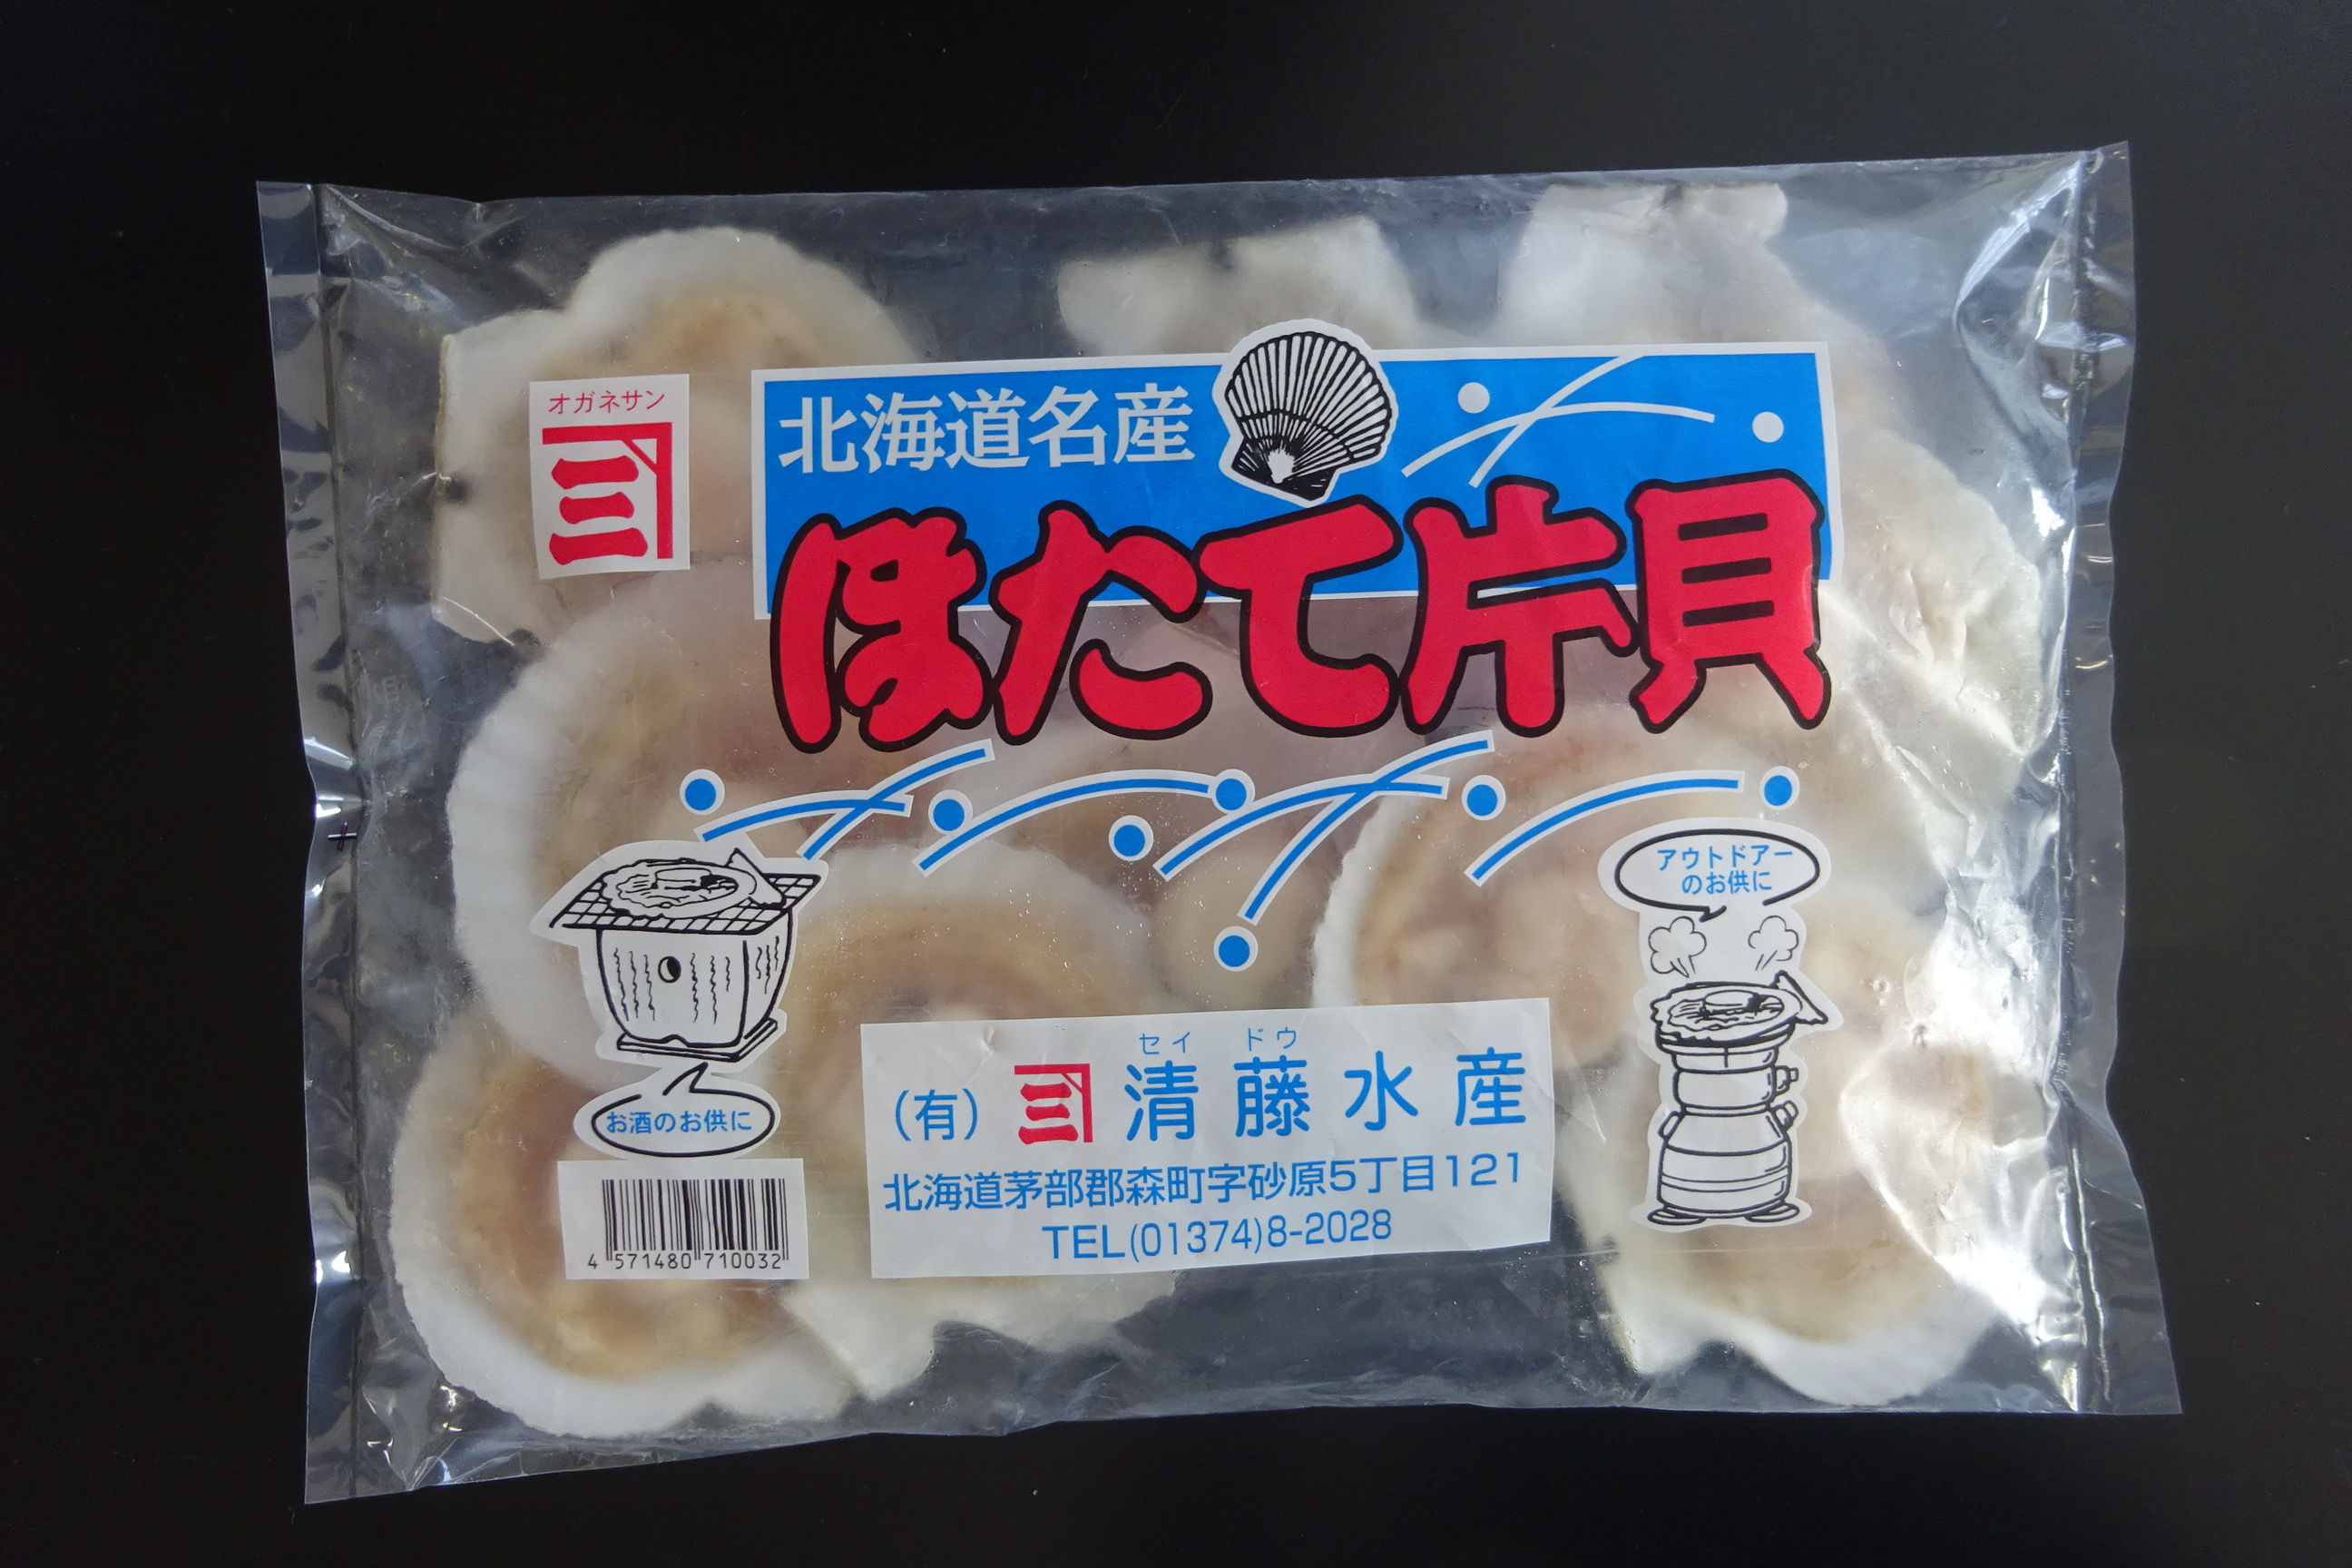 オガネサン
三
北海道名産
ほたて片貝
アウトドアー
のお供に
お酒のお供に
セイ ドウ
(有) 三 清藤水産
北海道茅部郡森町字砂原5丁目121
TEL(01374)8-2028
4 571480 710032